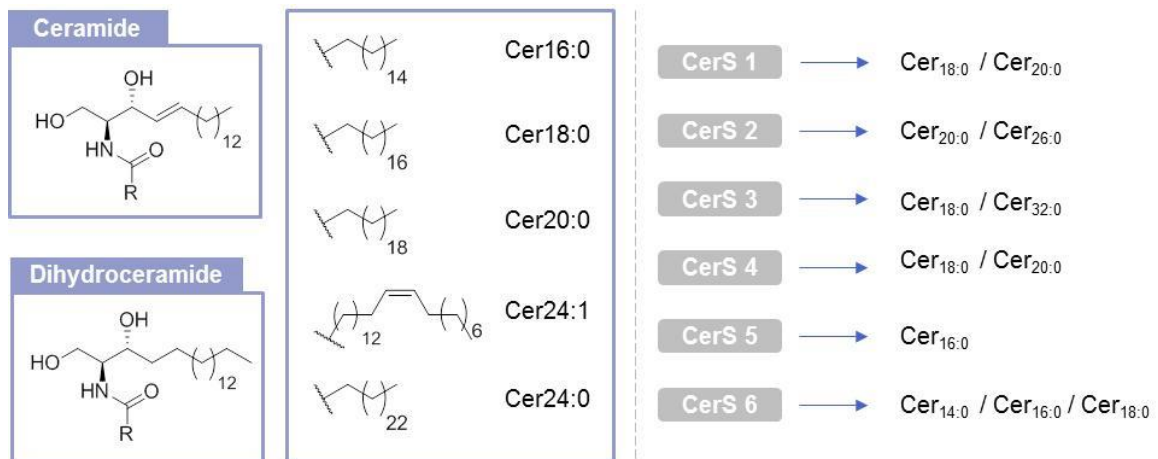 Ceramide
OH
HO
HN
O
R
12
Dihydroceramide
OH
HO
HN
O
R
12
Cer16:0
14
Cer18:0
16
Cer20:0
18
Cer24:1
12
6
Cer24:0
22
CerS 1
Cer18:0 / Cer20:0
CerS 2
Cer20:0 / Cer26:0
CerS 3
Cer18:0 / Cer32:0
CerS 4
Cer18:0 / Cer20:0
CerS 5
Cer16:0
CerS 6
Cer14:0 / Cer16:0 / Cer18:0